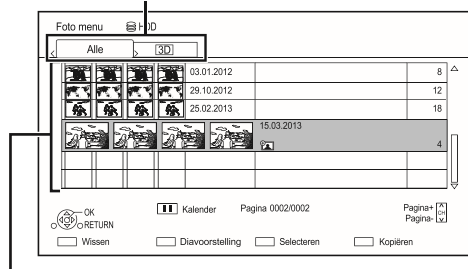 Foto menu HDD
Alle 3D
03.01.2012 8
29.10.2012 12
25.02.2013 18
15.03.2013
4
OK
RETURN
Kalender Pagina 0002/0002 Pagina+
CH
Pagina-
Wissen Diavoorstelling Selecteren Kopiëren